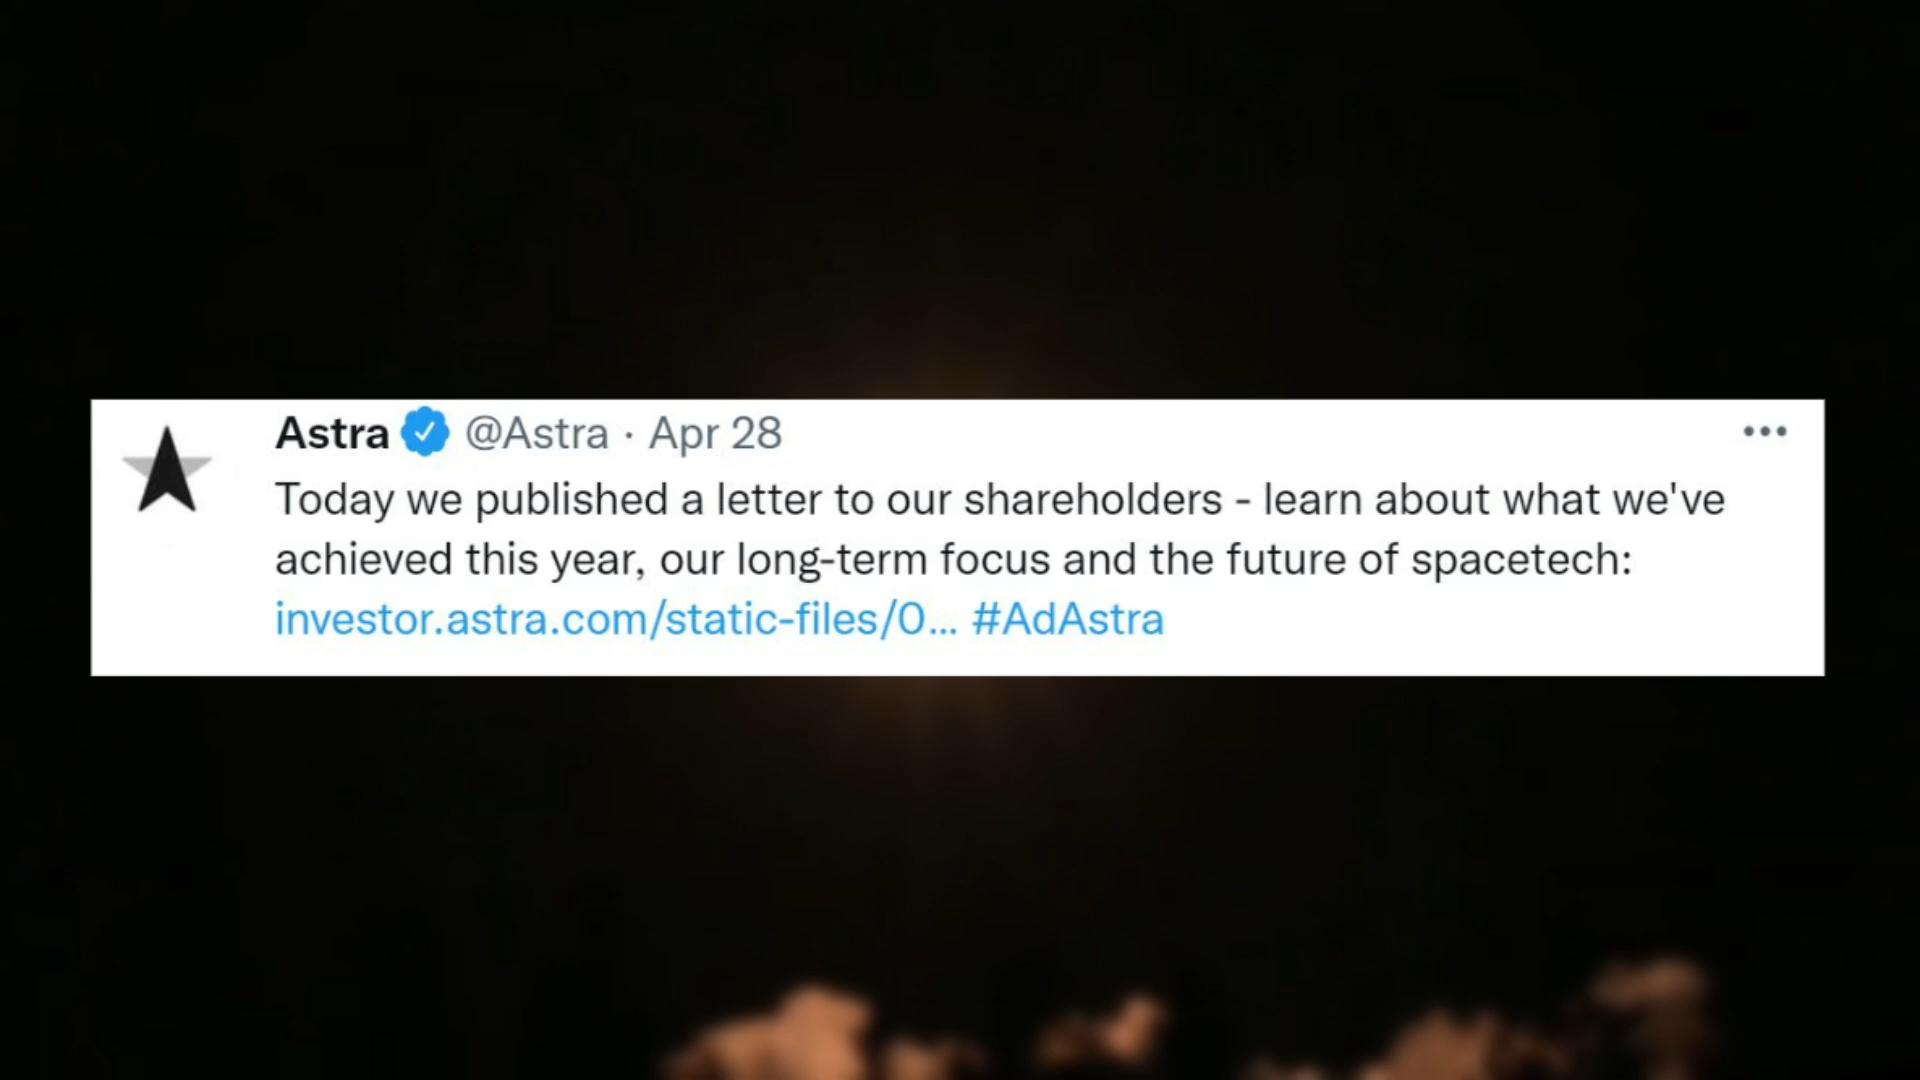 Astra @Astra · Apr 28
Today we published a letter to our shareholders - learn about what we've
achieved this year, our long-term focus and the future of spacetech:
investor.astra.com/static-files/0... #AdAstra